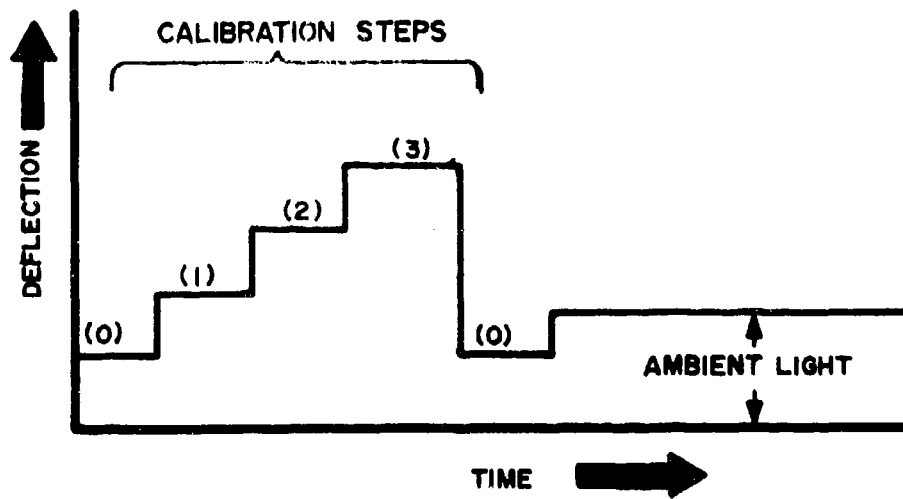 CALIBRATION STEPS
DEFLECTION
(3)
(2)
(1)
(0)
(0)
AMBIENT LIGHT
TIME